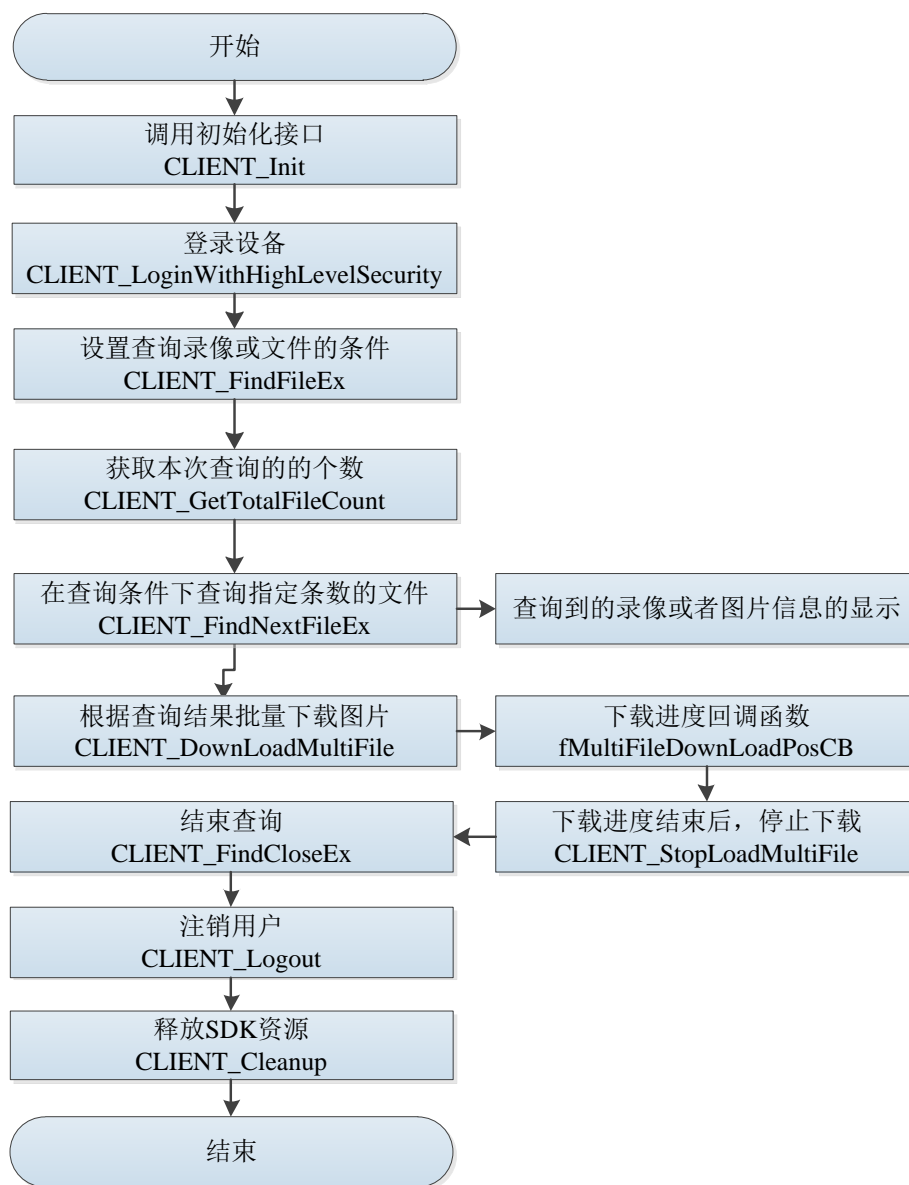 开始
调用初始化接口
CLIENT_Init
登录设备
CLIENT_LoginWithHighLevelSecurity
设置查询录像或文件的条件
CLIENT_FindFileEx
获取本次查询的的个数
CLIENT_GetTotalFileCount
在查询条件下查询指定条数的文件
CLIENT_FindNextFileEx
查询到的录像或者图片信息的显示
根据查询结果批量下载图片
CLIENT_DownLoadMultiFile
下载进度回调函数
fMultiFileDownLoadPosCB
下载进度结束后，停止下载
CLIENT_StopLoadMultiFile
结束查询
CLIENT_FindCloseEx
注销用户
CLIENT_Logout
释放SDK资源
CLIENT_Cleanup
结束